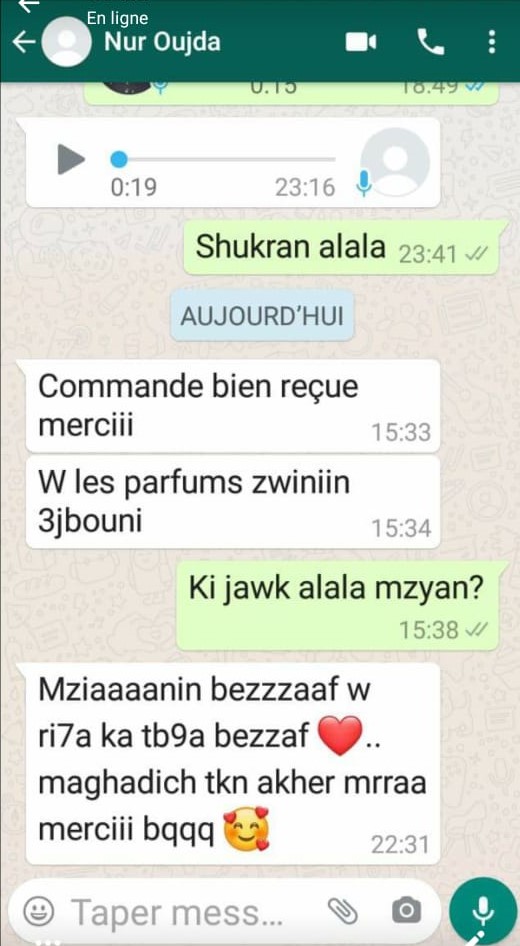 En ligne
Nur Oujda
0:15 18:49
0:19 23:16
Shukran alala 23:41
AUJOURD'HUI
Commande bien reçue
merciii 15:33
W les parfums zwiniin
3jbouni 15:34
Ki jawk alala mzyan?
15:38
Mziaaaanin bezzzaaf w
ri7a ka tb9a bezzaf ❤️..
maghadich tkn akher mrraa
merciii bqqq 🥰 22:31
Taper mess...